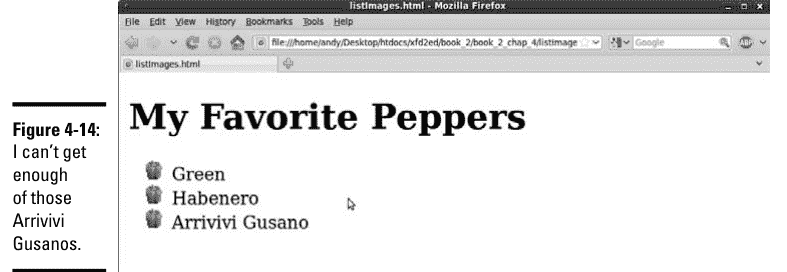 listImages.html - Mozilla Firefox
File Edit View History Bookmarks Tools Help
file:///home/andy/Desktop/htdocs/xfd2ed/book_2/book_2_chap_4/listImage
Google
ABP
listImages.html
My Favorite Peppers
Green
Habenero
Arrivivi Gusano
Figure 4-14:
I can't get
enough
of those
Arrivivi
Gusanos.